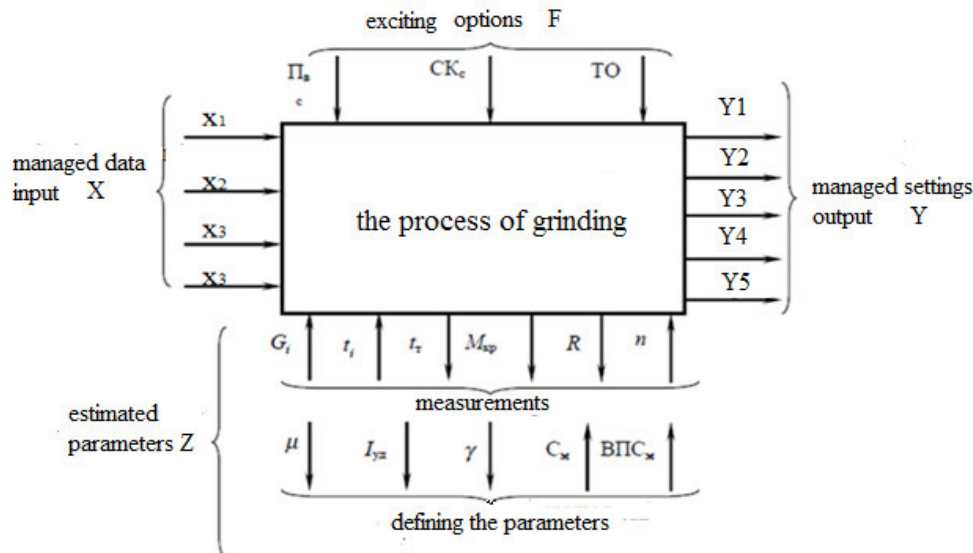 exciting options F
Пв
с
СКс
ТО
X1
X2
X3
X3
managed data
input X
the process of grinding
Y1
Y2
Y3
Y4
Y5
managed settings
output Y
Gi
ti
tт
Mкр
R
n
measurements
estimated
parameters Z
μ
Iуд
γ
Сж
ВПСж
defining the parameters